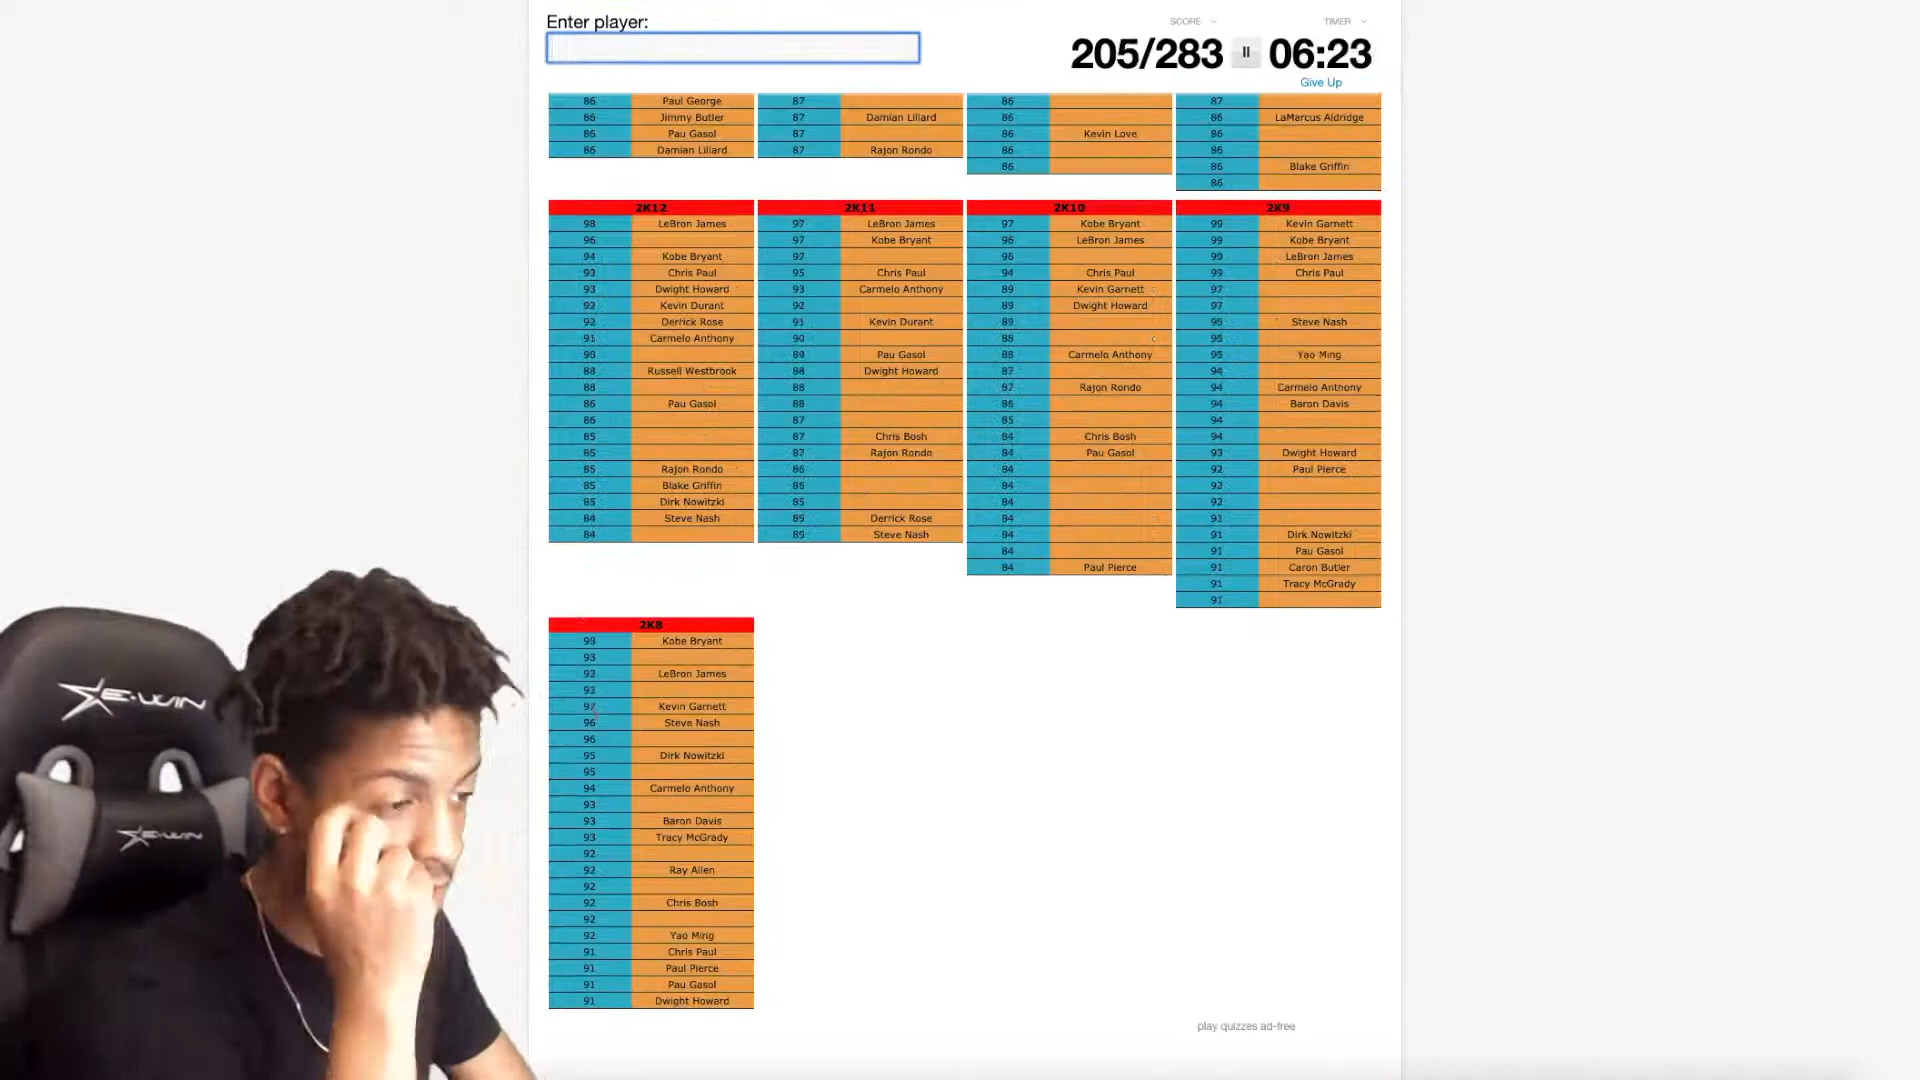 Enter player:
SCORE
TIMER
205/283
06:23
Give Up
86 Paul George
86 Jimmy Butler
86 Pau Gasol
86 Damian Lillard
87
87 Damian Lillard
87
87 Rajon Rondo
86
86
86 Kevin Love
86
86
87
86 LaMarcus Aldridge
86
86
86 Blake Griffin
86
2K12
98 LeBron James
96
94 Kobe Bryant
93 Chris Paul
93 Dwight Howard
92 Kevin Durant
92 Derrick Rose
91 Carmelo Anthony
90
88 Russell Westbrook
88
86 Pau Gasol
86
85
85
85 Rajon Rondo
85 Blake Griffin
85 Dirk Nowitzki
84 Steve Nash
84
2K11
97 LeBron James
97 Kobe Bryant
97
95 Chris Paul
93 Carmelo Anthony
92
91 Kevin Durant
90
89 Pau Gasol
88 Dwight Howard
88
88
87
87 Chris Bosh
87 Rajon Rondo
86
86
85
85 Derrick Rose
85 Steve Nash
2K10
97 Kobe Bryant
96 LeBron James
96
94 Chris Paul
89 Kevin Garnett
89 Dwight Howard
89
88
88 Carmelo Anthony
87
87 Rajon Rondo
86
85
84 Chris Bosh
84 Pau Gasol
84
84
84
84
84
84
84 Paul Pierce
2K9
99 Kevin Garnett
99 Kobe Bryant
99 LeBron James
99 Chris Paul
97
97
95 Steve Nash
95
95 Yao Ming
94
94 Carmelo Anthony
94 Baron Davis
94
94
93 Dwight Howard
92 Paul Pierce
92
92
91 Dirk Nowitzki
91 Pau Gasol
91 Caron Butler
91 Tracy McGrady
91
2K8
Kobe Bryant
LeBron James
97 Kevin Garnett
96 Steve Nash
96
95 Dirk Nowitzki
95
94 Carmelo Anthony
93
93 Baron Davis
93 Tracy McGrady
92
92 Ray Allen
92
92 Chris Bosh
92
92 Yao Ming
91 Chris Paul
91 Paul Pierce
91 Pau Gasol
91 Dwight Howard
play quizzes ad-free
E-WIN
E-WIN